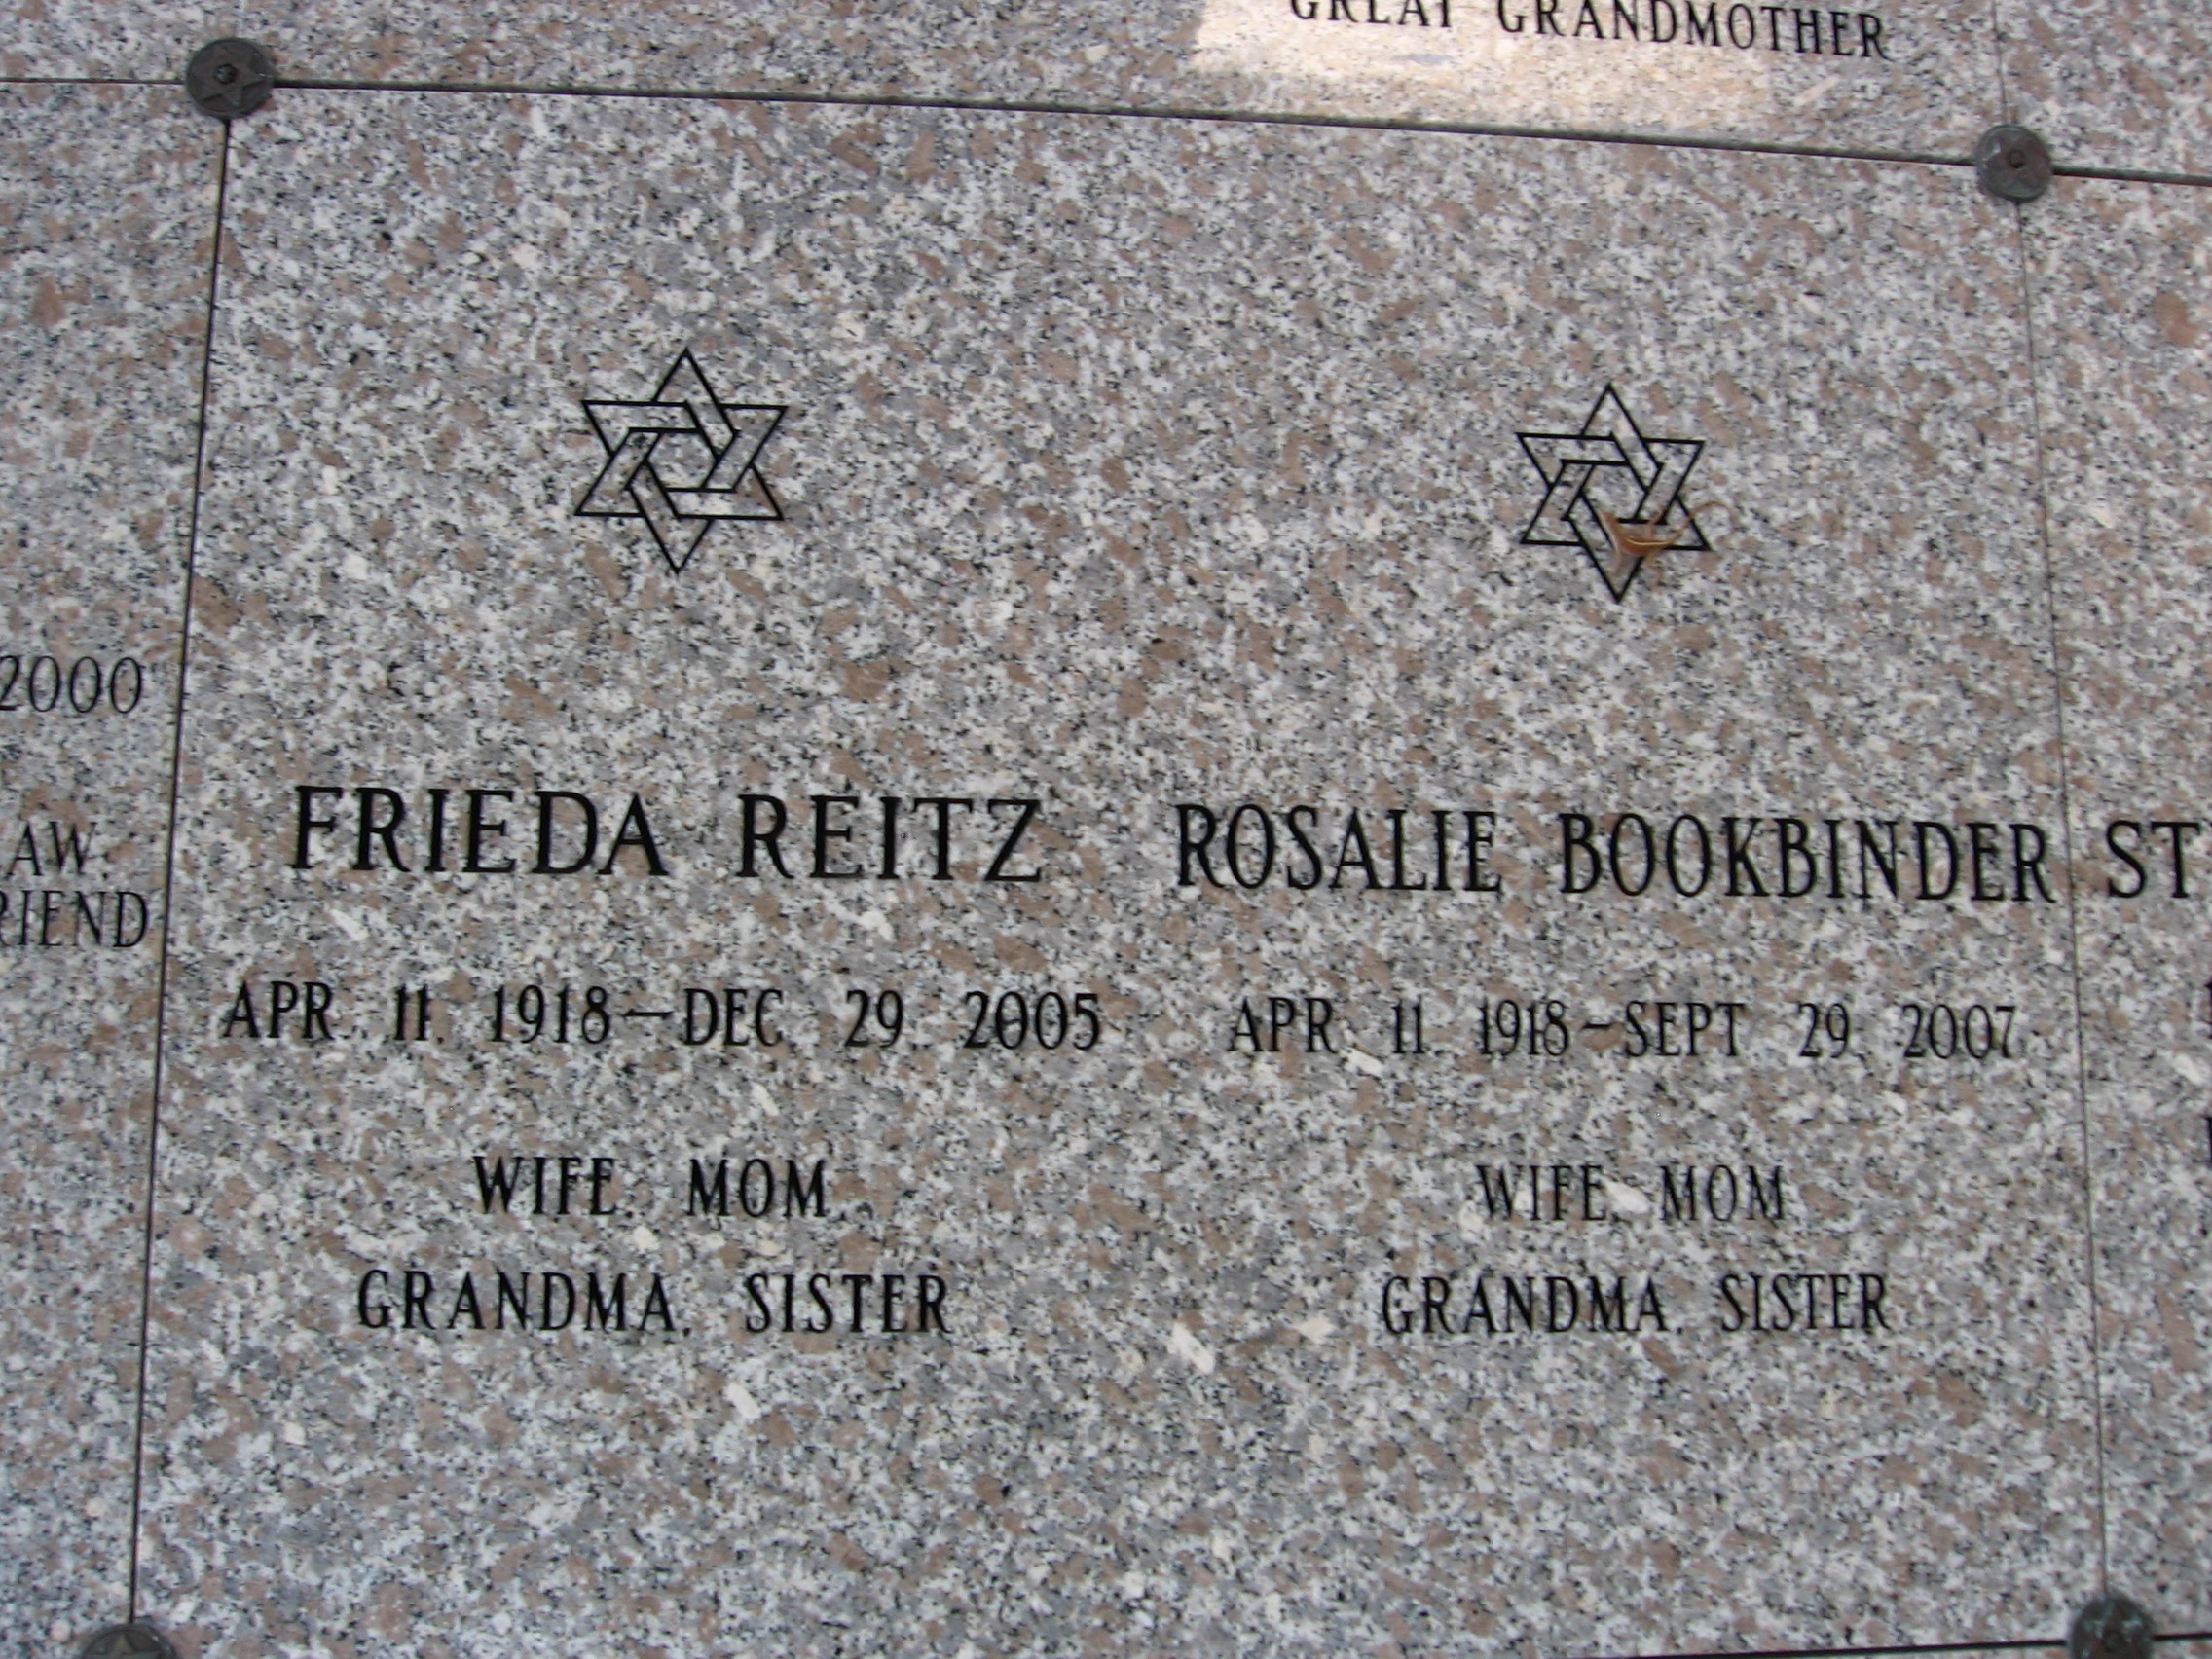 GREAT GRANDMOTHER
2000
AW
RIEND
FRIEDA REITZ
APR. 11, 1918–DEC. 29, 2005
WIFE, MOM,
GRANDMA, SISTER
ROSALIE BOOKBINDER
APR. 11, 1918–SEPT. 29, 2007
WIFE, MOM
GRANDMA, SISTER
ST